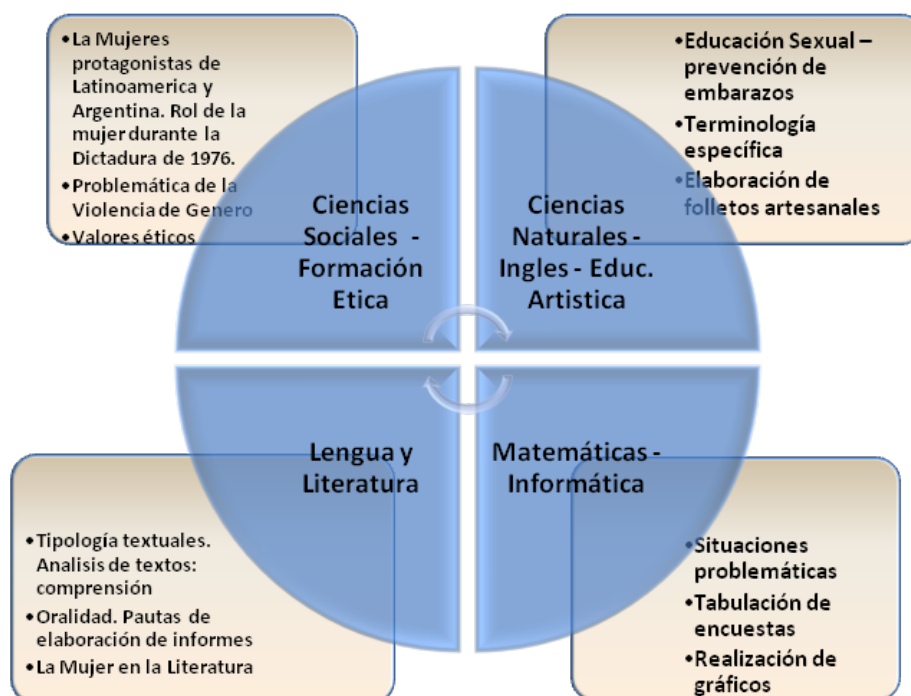 •La Mujeres
protagonistas de
Latinoamerica y
Argentina. Rol de la
mujer durante la
Dictadura de 1976.
•Problemática de la
Violencia de Genero
•Valores éticos
•Educación Sexual –
prevención de
embarazos
•Terminología
específica
•Elaboración de
folletos artesanales
Ciencias
Sociales -
Formación
Etica
Ciencias
Naturales -
Ingles - Educ.
Artistica
Lengua y
Literatura
Matemáticas -
Informática
•Tipología textuales.
Analisis de textos:
comprensión
•Oralidad. Pautas de
elaboración de informes
•La Mujer en la Literatura
•Situaciones
problemáticas
•Tabulación de
encuestas
•Realización de
gráficos